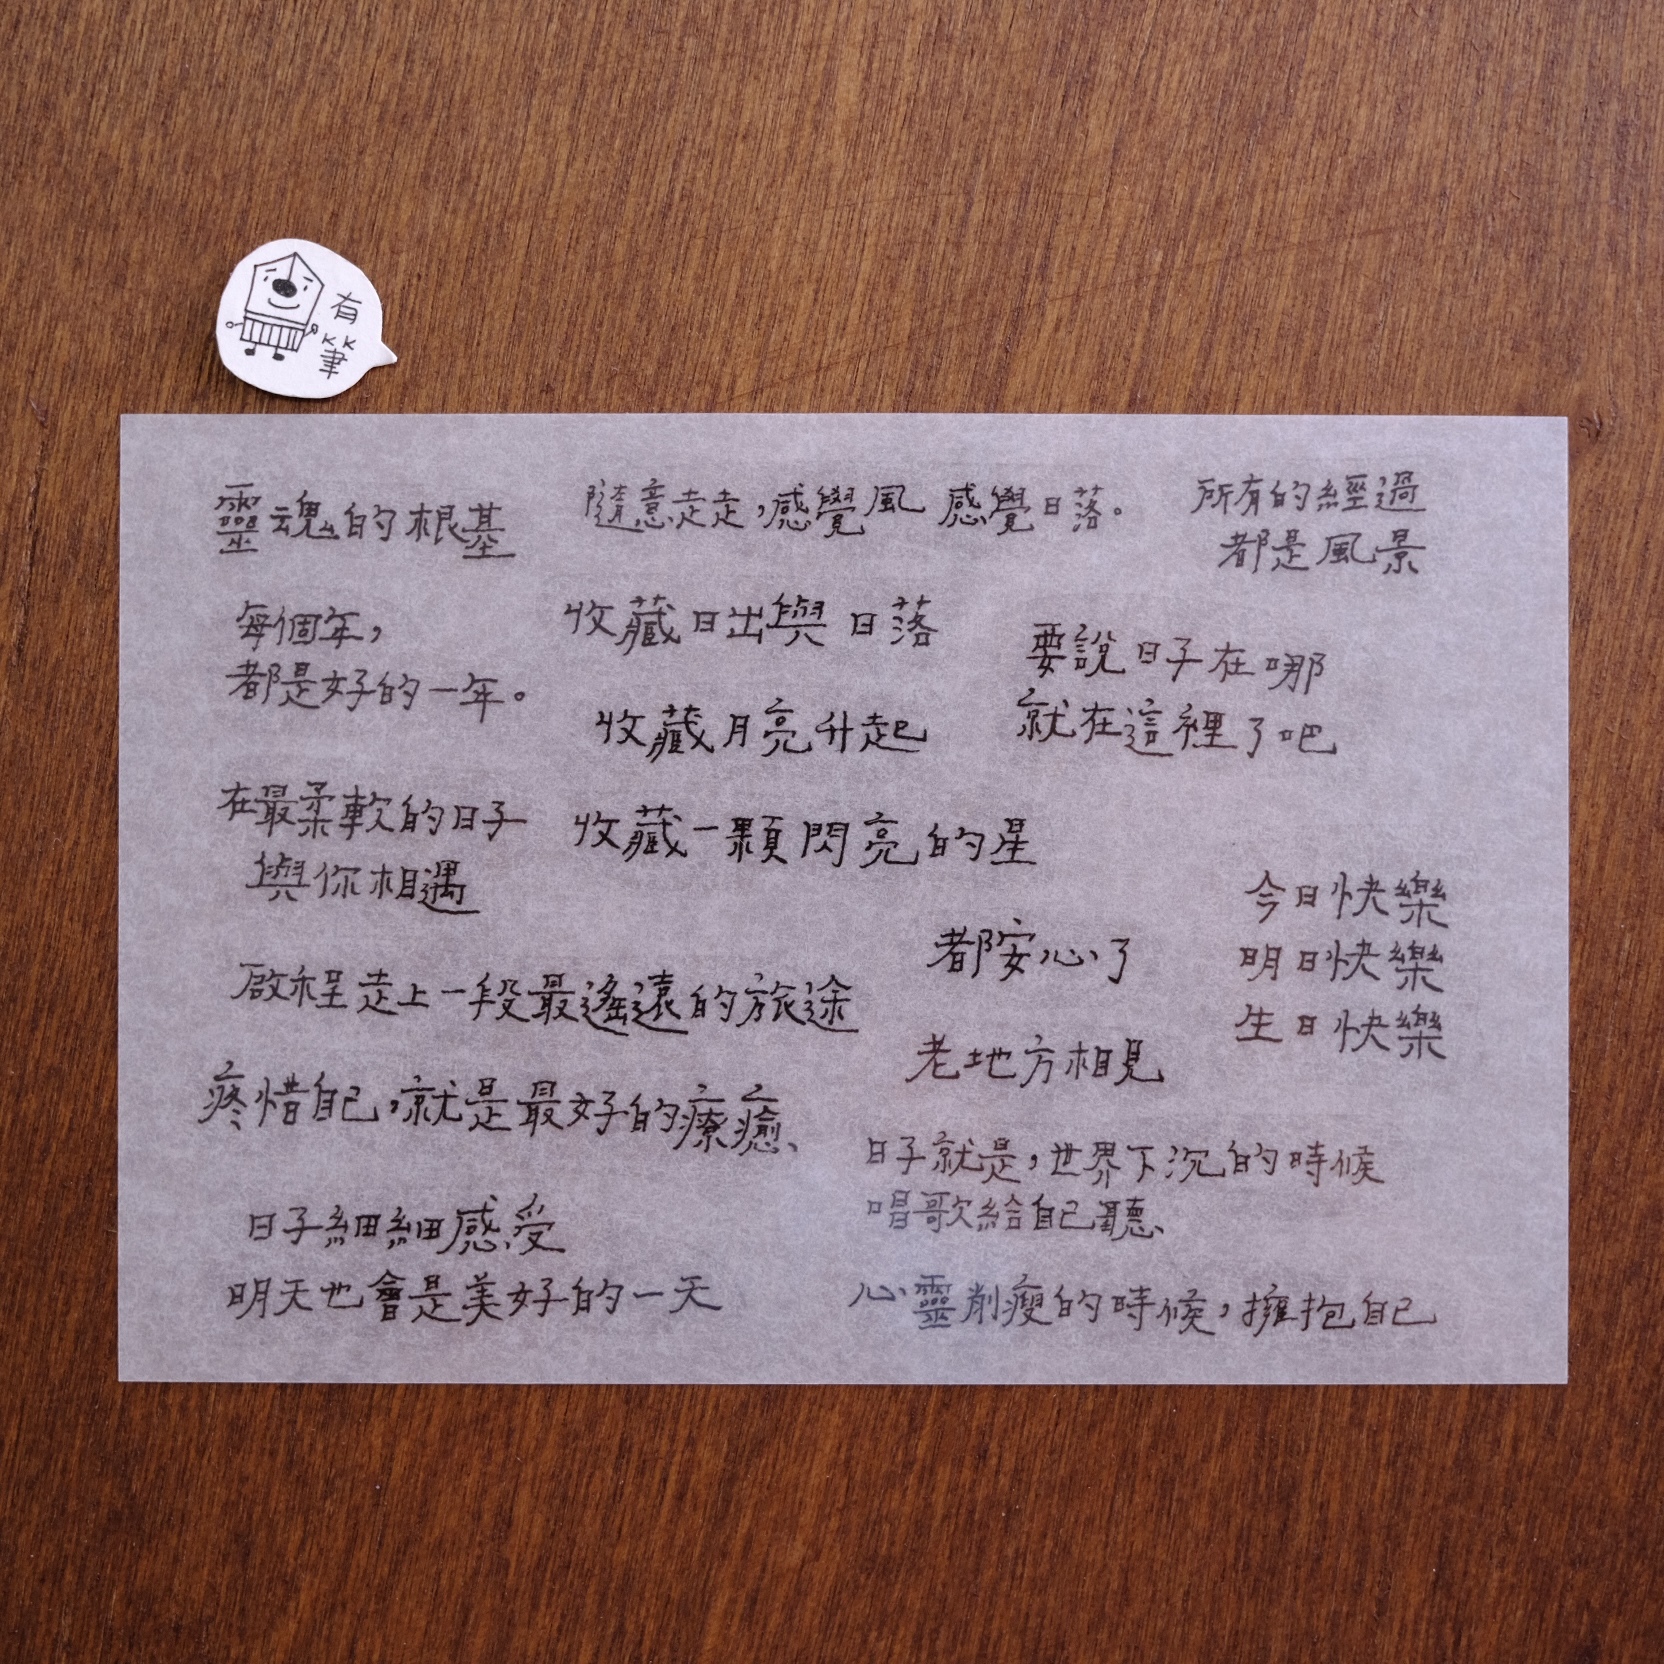 有
筆
靈魂的根基
隨意走走,感覺風 感覺日落。
所有的經過
都是風景
每個年,
都是好的一年。
收藏日出與日落
收藏月亮升起
收藏一顆閃亮的星
要說日子在哪
就在這裡了吧
在最柔軟的日子
與你相遇
今日快樂
明日快樂
生日快樂
都安心了
老地方相見
啟程走上一段最遙遠的旅途
疼惜自己,就是最好的療癒、
日子就是,世界下沉的時候
唱歌給自己聽、
日子細細感受
明天也會是美好的一天
心靈削瘦的時候,擁抱自己